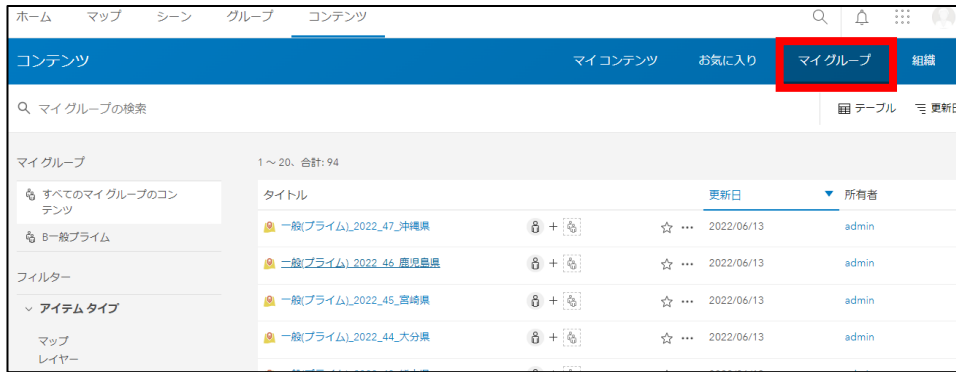 ホーム マップ シーン グループ コンテンツ
コンテンツ マイ コンテンツ お気に入り マイ グループ 組織
マイ グループの検索 テーブル 更新日
マイ グループ 1 ~ 20、合計: 94
すべてのマイ グループのコン
テンツ
タイトル 更新日 所有者
B一般プライム
一般(プライム)_2022_47_沖縄県 2022/06/13 admin
フィルター
一般(プライム)_2022_46_鹿児島県 2022/06/13 admin
アイテム タイプ
一般(プライム)_2022_45_宮崎県 2022/06/13 admin
マップ
一般(プライム)_2022_44_大分県 2022/06/13 admin
レイヤー